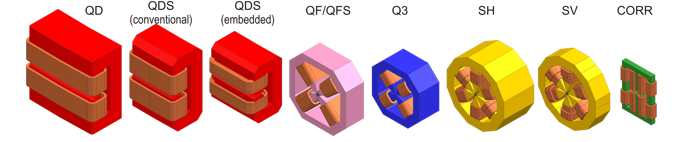 QD
QDS
(conventional)
QDS
(embedded)
QF/QFS
Q3
SH
SV
CORR